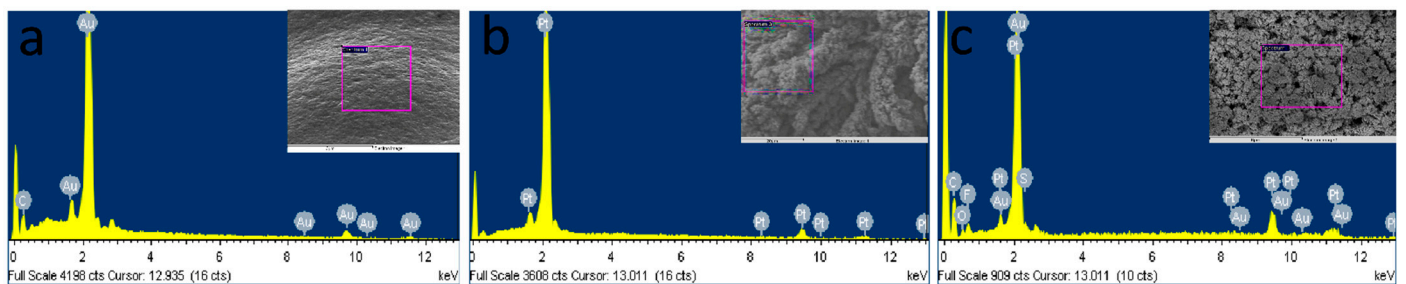 a
Au
C
Au
Au
Au
Au
Au
0 2 4 6 8 10 12
Full Scale 4198 cts Cursor: 12.935 (16 cts) keV
b
Pt
Pt
Pt
Pt
Pt
Pt
Pt
0 2 4 6 8 10 12
Full Scale 3608 cts Cursor: 13.011 (16 cts) keV
c
Au
Pt
C
F
O
Pt
Au
S
Pt
Au
Pt
Au
Pt
Au
Pt
Au
Pt
0 2 4 6 8 10 12
Full Scale 909 cts Cursor: 13.011 (10 cts) keV